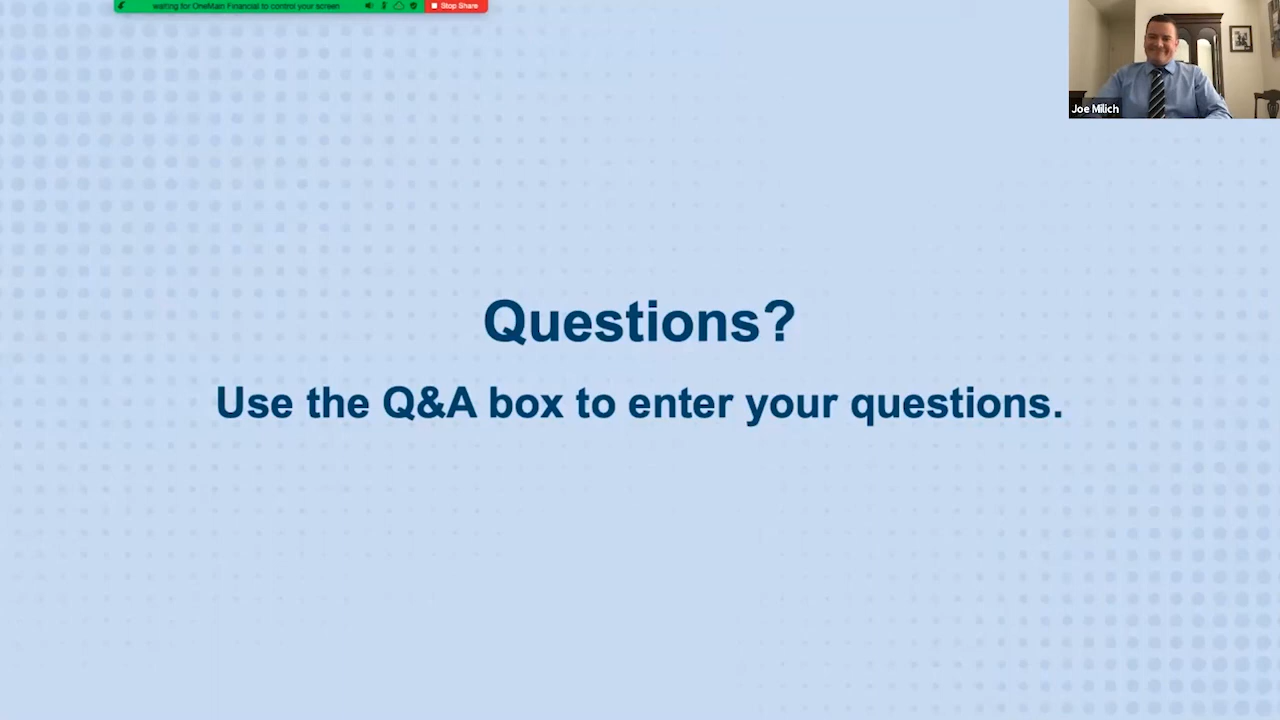 waiting for OneMain Financial to control your screen
Stop Share
Joe Milich
Questions?
Use the Q&A box to enter your questions.